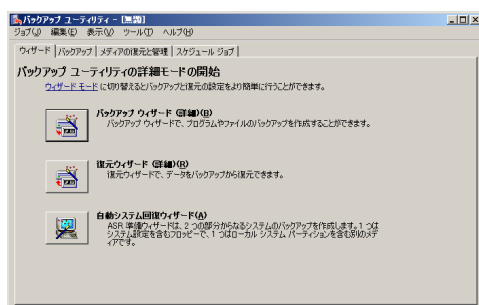 バックアップ ユーティリティ - [無題]
ジョブ(J) 編集(E) 表示(V) ツール(T) ヘルプ(H)
ウィザード バックアップ メディアの復元と管理 スケジュール ジョブ
バックアップ ユーティリティの詳細モードの開始
ウィザード モード に切り替えるとバックアップと復元の設定をより簡単に行うことができます。
バックアップ ウィザード (詳細)(B)
バックアップ ウィザードで、プログラムやファイルのバックアップを作成することができます。
復元ウィザード (詳細)(R)
復元ウィザードで、データをバックアップから復元できます。
自動システム回復ウィザード(A)
ASR 準備ウィザードは、2 つの部分からなるシステムのバックアップを作成します。1 つは
システム設定を含むフロッピーで、1 つはローカル システム パーティションを含む別のメデ
ィアです。